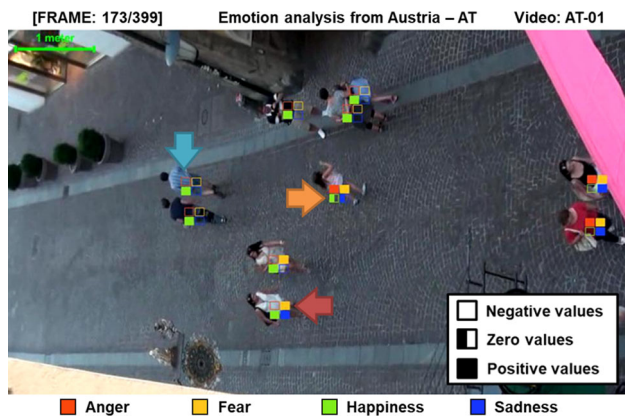 [FRAME: 173/399] Emotion analysis from Austria – AT Video: AT-01
1 meter
Negative values
Zero values
Positive values
Anger Fear Happiness Sadness